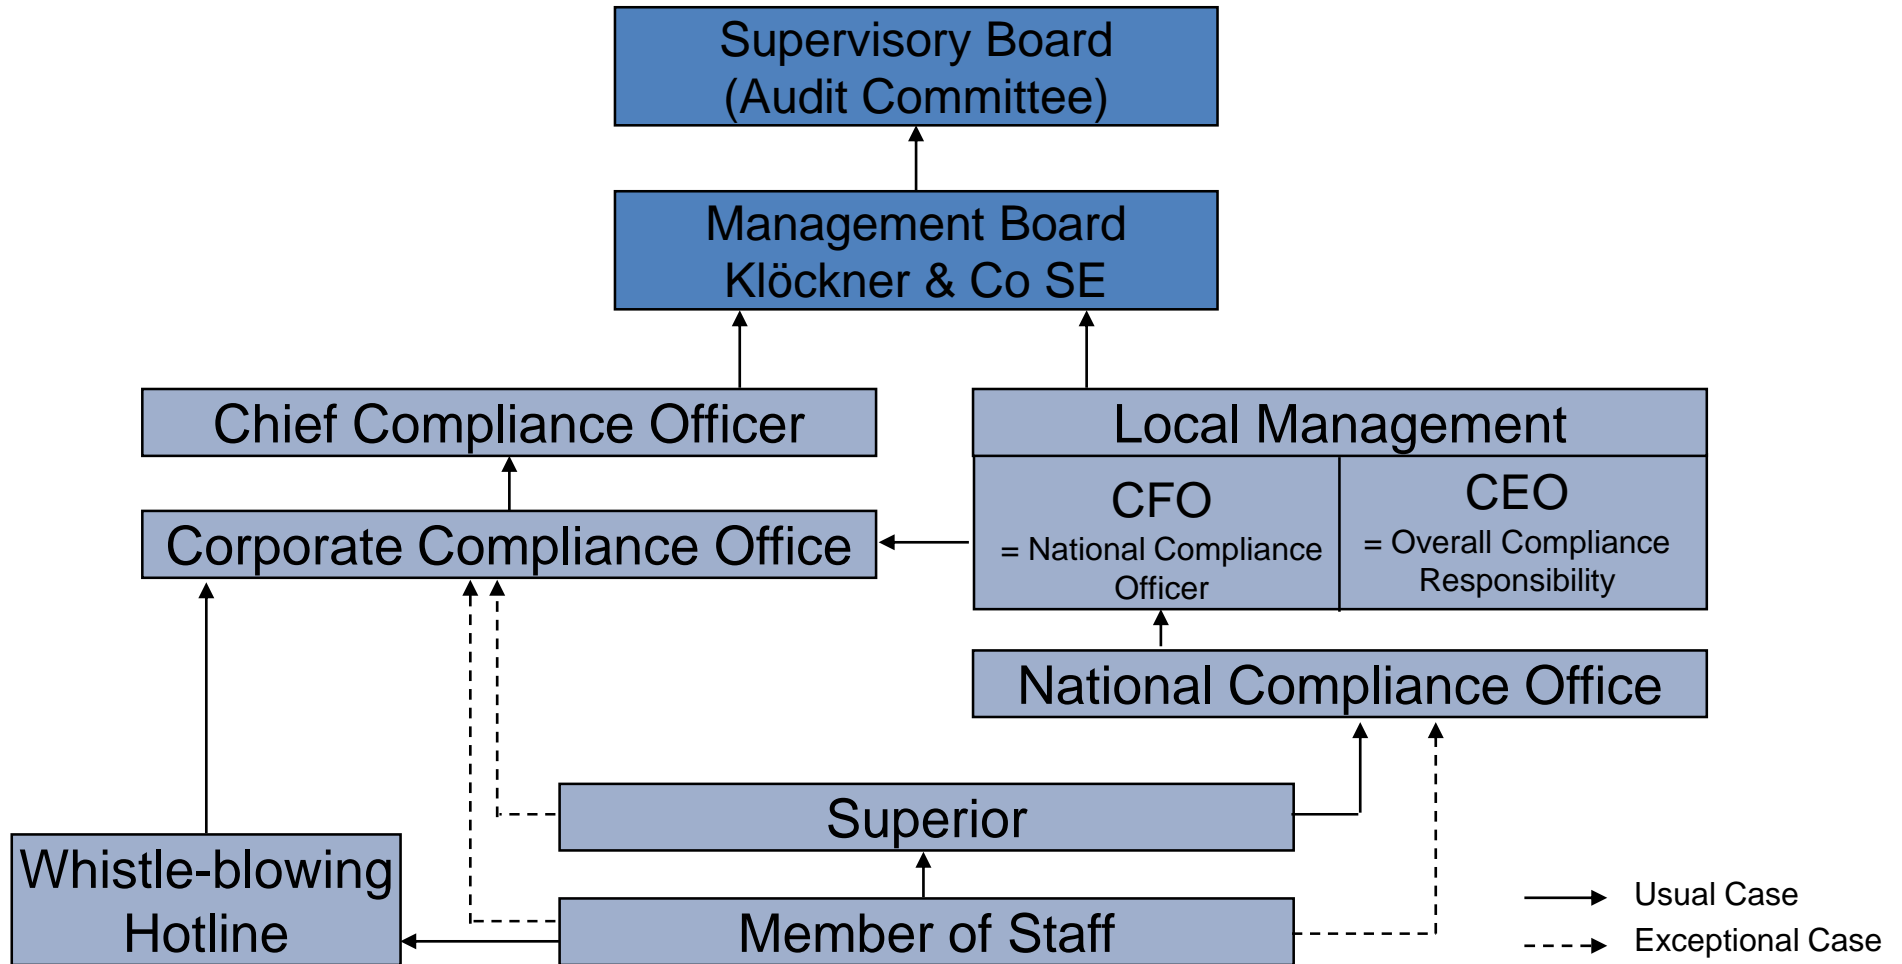 Supervisory Board
(Audit Committee)
Management Board
Klöckner & Co SE
Chief Compliance Officer
Local Management
CFO
= National Compliance
Officer
CEO
= Overall Compliance
Responsibility
Corporate Compliance Office
National Compliance Office
Superior
Whistle-blowing
Hotline
Member of Staff
Usual Case
Exceptional Case